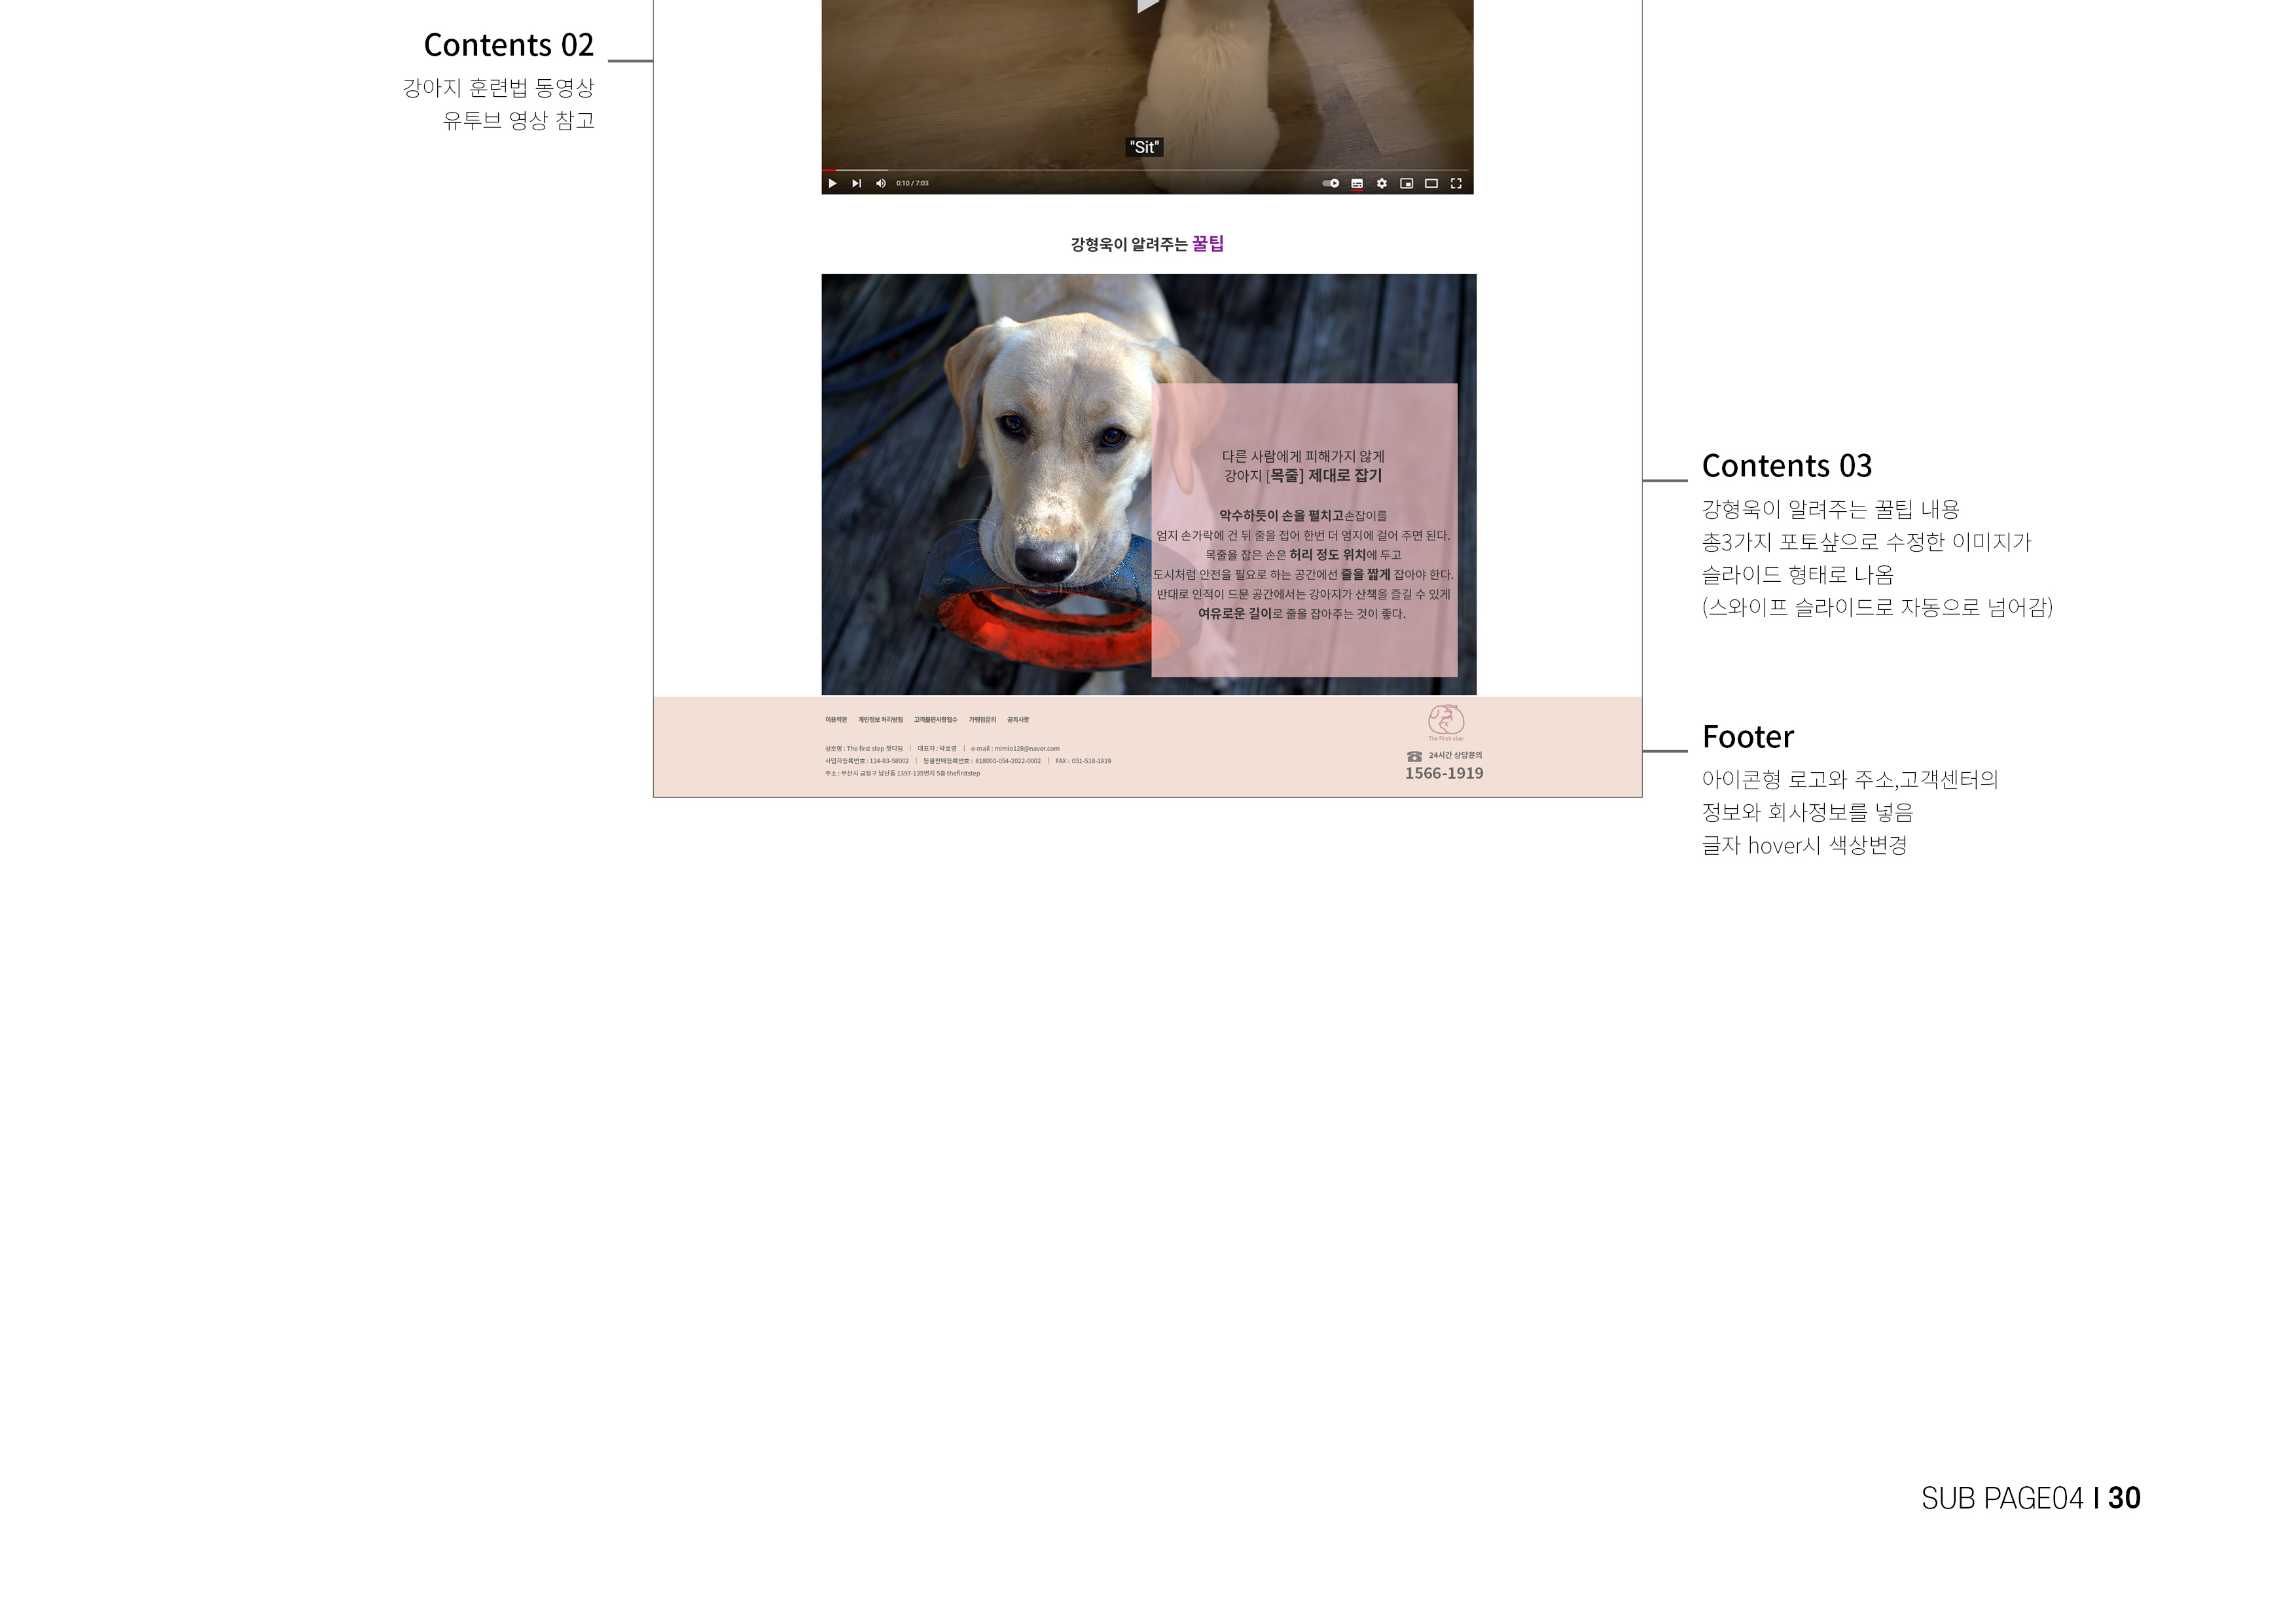 Contents 02
강아지 훈련법 동영상
유투브 영상 참고
"Sit"
0:10 / 7:03
강형욱이 알려주는 꿀팁
다른 사람에게 피해가지 않게
강아지 [목줄] 제대로 잡기
악수하듯이 손을 펼치고손잡이를
엄지 손가락에 건 뒤 줄을 접어 한번 더 엄지에 걸어 주면 된다.
목줄을 잡은 손은 허리 정도 위치에 두고
도시처럼 안전을 필요로 하는 공간에선 줄을 짧게 잡아야 한다.
반대로 인적이 드문 공간에서는 강아지가 산책을 즐길 수 있게
여유로운 길이로 줄을 잡아주는 것이 좋다.
Contents 03
강형욱이 알려주는 꿀팁 내용
총3가지 포토샾으로 수정한 이미지가
슬라이드 형태로 나옴
(스와이프 슬라이드로 자동으로 넘어감)
이용약관 개인정보 처리방침 고객불편사항접수 가맹점문의 공지사항
상호명 : The first step 첫디딤 | 대표자 : 박효영 | e-mail : mimio128@naver.com
사업자등록번호 : 124-93-58002 | 동물판매등록번호 : 818000-054-2022-0002 | FAX : 051-518-1919
주소 : 부산시 금정구 남산동 1397-135번지 5층 thefirststep
The First step
24시간 상담문의
1566-1919
Footer
아이콘형 로고와 주소,고객센터의
정보와 회사정보를 넣음
글자 hover시 색상변경
SUB PAGE04 I 30